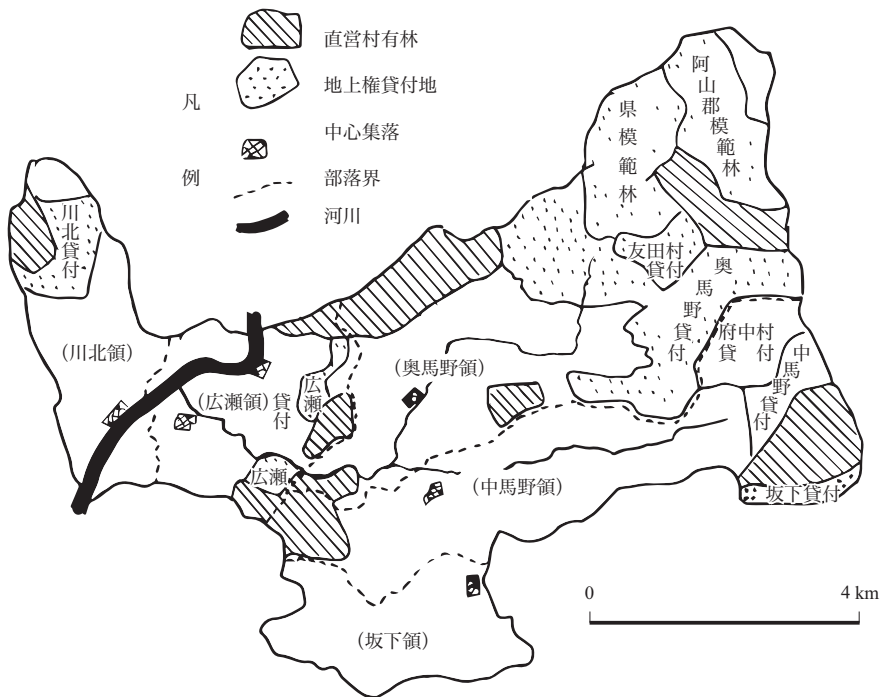 凡例
直営村有林
地上権貸付地
中心集落
部落界
河川
阿山郡模範林
県模範林
川北貸付
友田村貸付
奥馬野貸付
府中村貸付
中馬野貸付
(川北領)
(広瀬領)
広瀬貸付
(奥馬野領)
広瀬
(中馬野領)
坂下貸付
(坂下領)
0
4 km